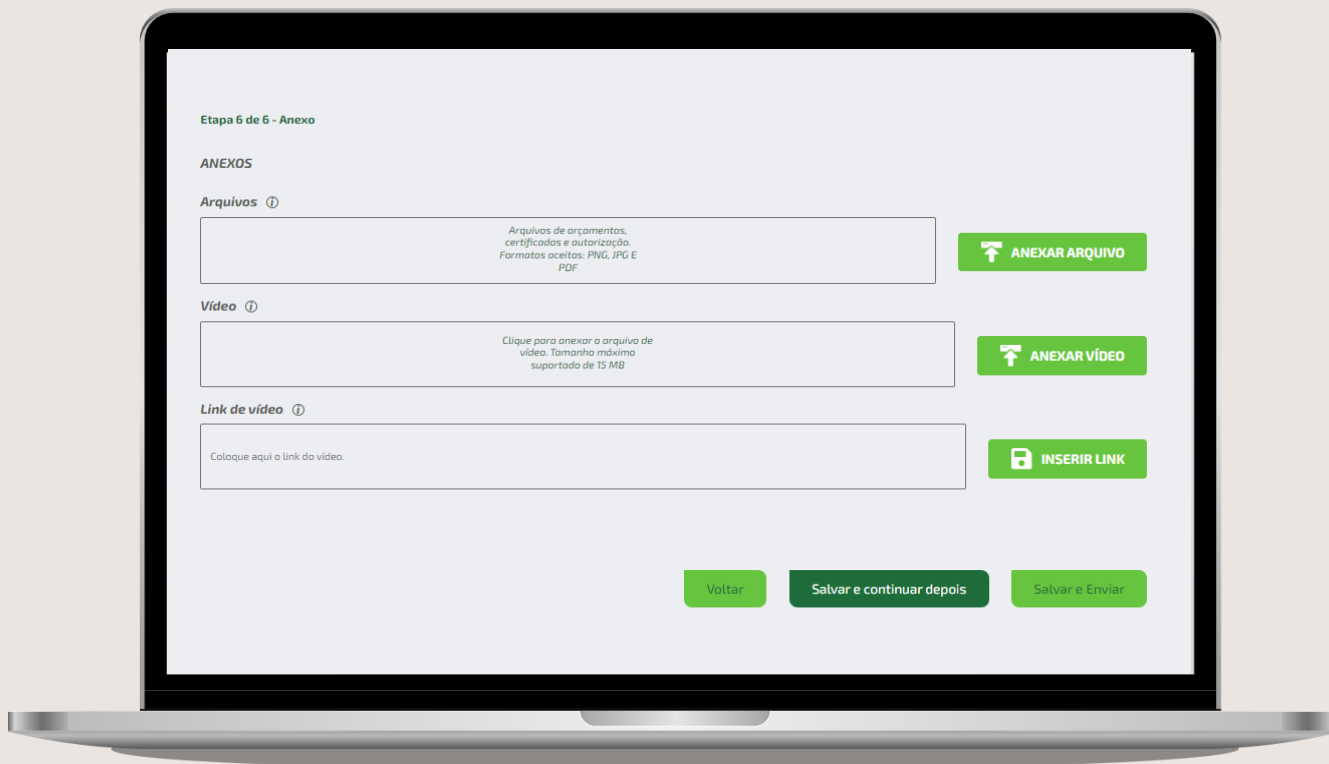 Etapa 6 de 6 - Anexo
ANEXOS
Arquivos
Arquivos de orçamentos,
certificados e autorização.
Formatos aceitos: PNG, JPG E
PDF
ANEXAR ARQUIVO
Vídeo
Clique para anexar o arquivo de
vídeo. Tamanho máximo
suportado de 15 MB
ANEXAR VÍDEO
Link de vídeo
Coloque aqui o link do vídeo.
INSERIR LINK
Voltar
Salvar e continuar depois
Salvar e Enviar